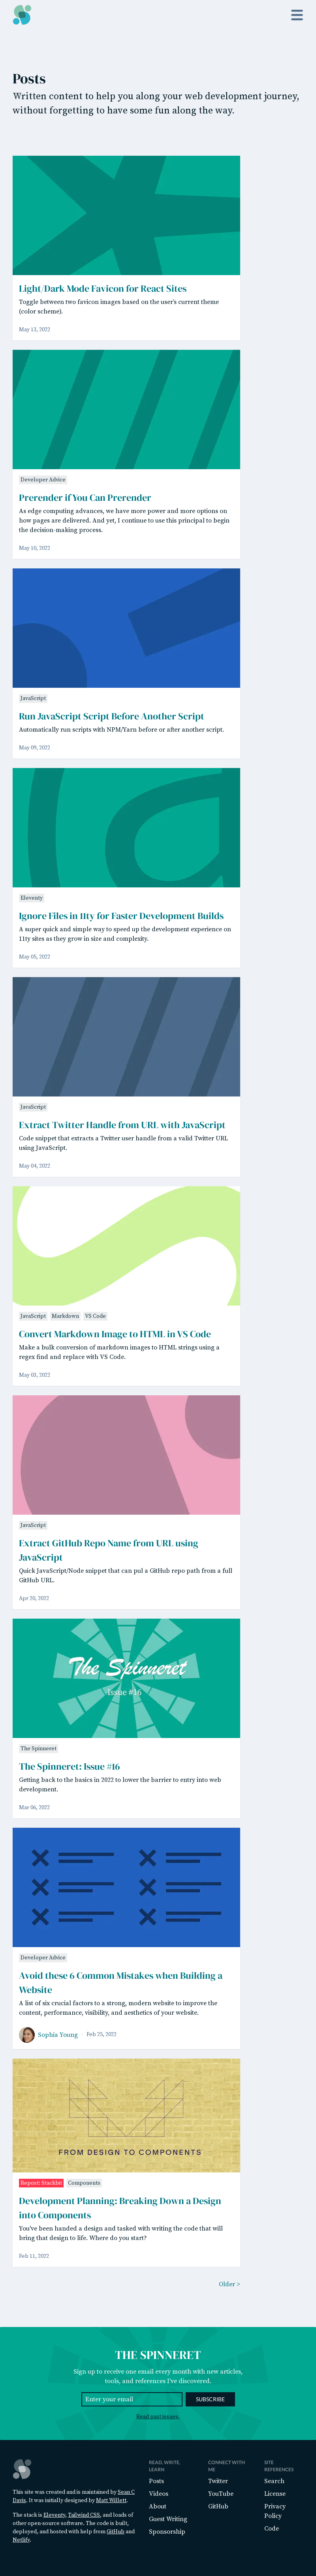 Posts
Written content to help you along your web development journey,
without forgetting to have some fun along the way.
Light/Dark Mode Favicon for React Sites
Toggle between two favicon images based on the user's current theme
(color scheme).
May 13, 2022
Developer Advice
Prerender if You Can Prerender
As edge computing advances, we have more power and more options on
how pages are delivered. And yet, I continue to use this principal to begin
the decision-making process.
May 10, 2022
JavaScript
Run JavaScript Script Before Another Script
Automatically run scripts with NPM/Yarn before or after another script.
May 09, 2022
Eleventy
Ignore Files in 11ty for Faster Development Builds
A super quick and simple way to speed up the development experience on
11ty sites as they grow in size and complexity.
May 05, 2022
JavaScript
Extract Twitter Handle from URL with JavaScript
Code snippet that extracts a Twitter user handle from a valid Twitter URL
using JavaScript.
May 04, 2022
JavaScript Markdown VS Code
Convert Markdown Image to HTML in VS Code
Make a bulk conversion of markdown images to HTML strings using a
regex find and replace with VS Code.
May 03, 2022
JavaScript
Extract GitHub Repo Name from URL using
JavaScript
Quick JavaScript/Node snippet that can pul a GitHub repo path from a full
GitHub URL.
Apr 20, 2022
The Spinneret
Issue #16
The Spinneret
The Spinneret: Issue #16
Getting back to the basics in 2022 to lower the barrier to entry into web
development.
Mar 06, 2022
Developer Advice
Avoid these 6 Common Mistakes when Building a
Website
A list of six crucial factors to a strong, modern website to improve the
content, performance, visibility, and aesthetics of your website.
Sophia Young · Feb 25, 2022
FROM DESIGN TO COMPONENTS
Repost: Stackbit Components
Development Planning: Breaking Down a Design
into Components
You've been handed a design and tasked with writing the code that will
bring that design to life. Where do you start?
Feb 11, 2022
Older >
THE SPINNERET
Sign up to receive one email every month with new articles,
tools, and references I've discovered.
Enter your email SUBSCRIBE
Read past issues.
This site was created and is maintained by Sean C
Davis. It was initially designed by Matt Willett.
The stack is Eleventy, Tailwind CSS, and loads of
other open-source software. The code is built,
deployed, and hosted with help from GitHub and
Netlify.
READ, WRITE,
LEARN
Posts
Videos
About
Guest Writing
Sponsorship
CONNECT WITH
ME
Twitter
YouTube
GitHub
SITE
REFERENCES
Search
License
Privacy
Policy
Code